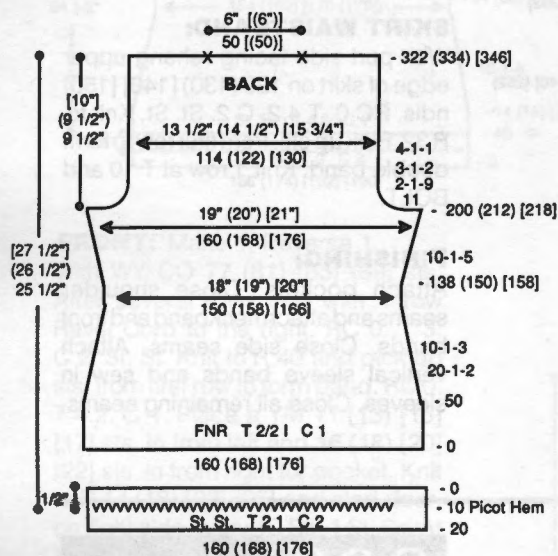 6" [(6")]
50 [(50)]
- 322 (334) [346]
BACK
[10"]
(9 1/2")
9 1/2"
13 1/2" (14 1/2") [15 3/4"]
114 (122) [130]
4-1-1
3-1-2
2-1-9
11
- 200 (212) [218]
19" (20") [21"]
160 (168) [176]
[27 1/2"]
(26 1/2")
25 1/2"
10-1-5
- 138 (150) [158]
18" (19") [20"]
150 (158) [166]
10-1-3
20-1-2
- 50
FNR T 2/2 I C 1
- 0
160 (168) [176]
1/2"
- 0
- 10 Picot Hem
St. St. T 2.1 C 2
- 20
160 (168) [176]